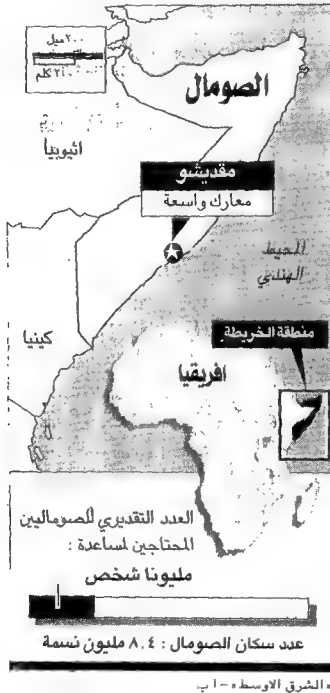 ٢٠٠ ميل
٢٠٠ كلم
الصومال
اثيوبيا
مقديشو
معارك واسعة
المحيط
الهندي
منطقة الخريطة
كينيا
افريقيا
العدد التقديري للصوماليين
المحتاجين لمساعدة :
مليونا شخص
عدد سكان الصومال : ٨,٤ مليون نسمة
«الشرق الاوسط» - ا ب